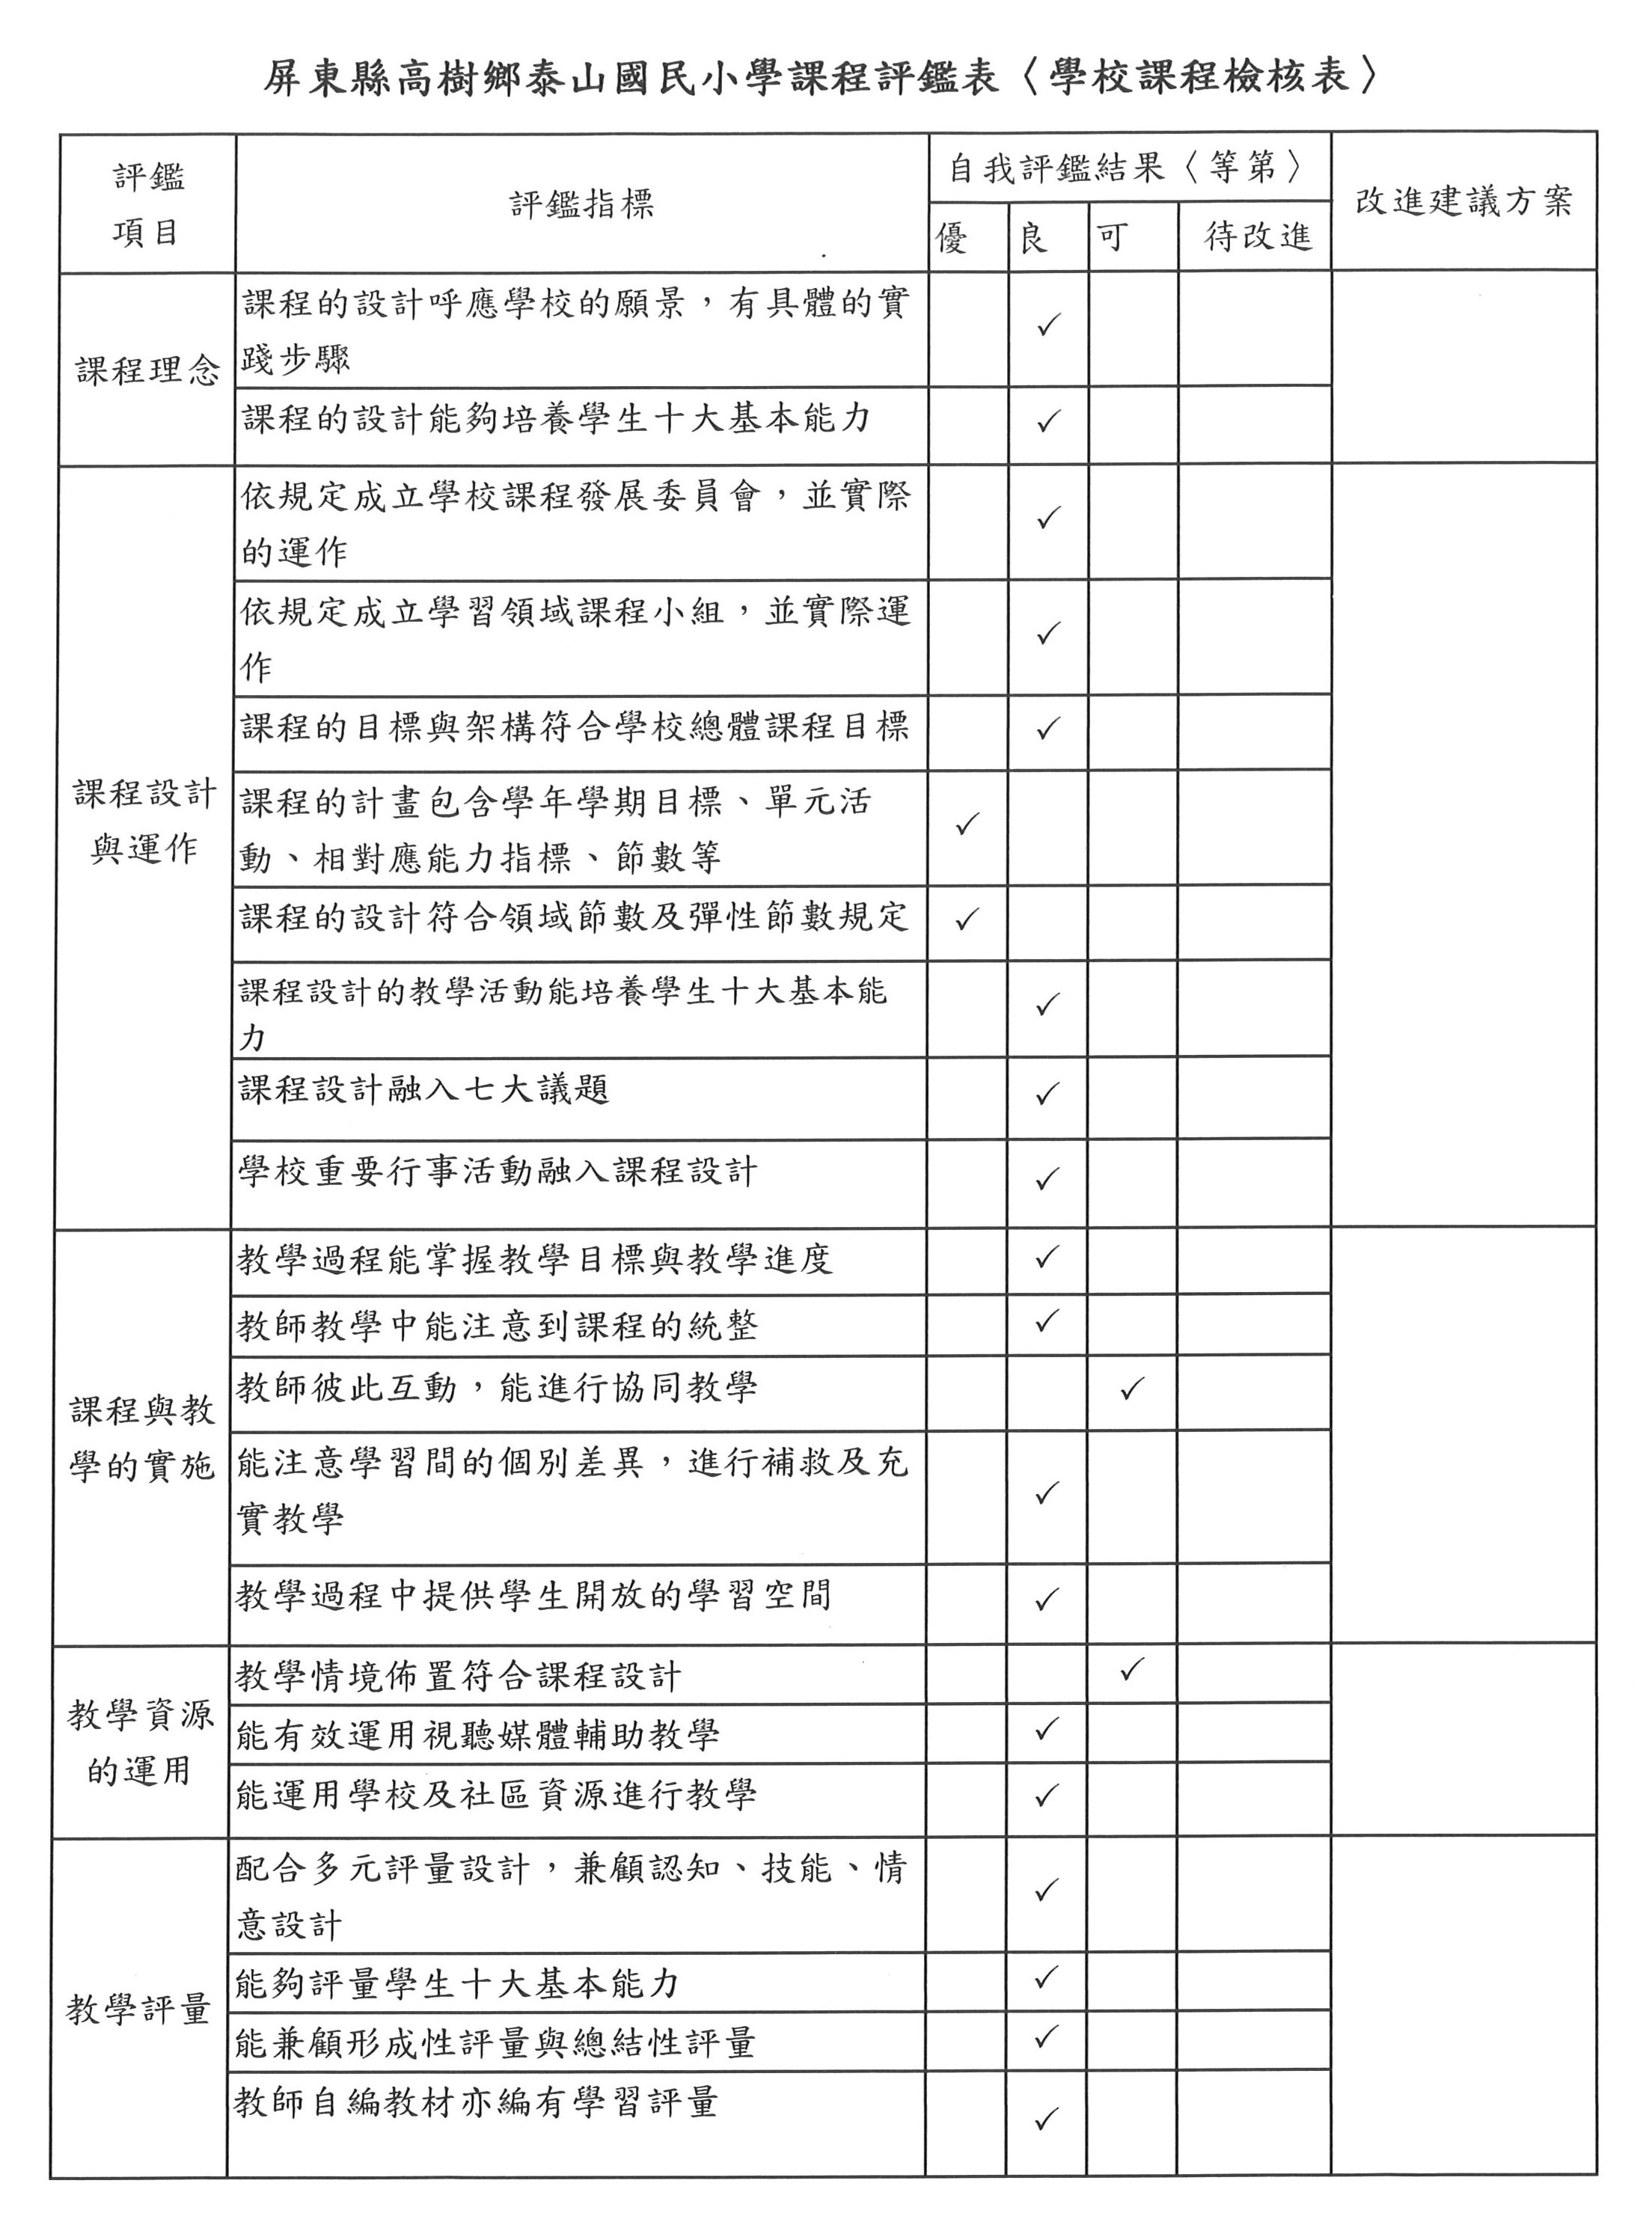 屏東縣高樹鄉泰山國民小學課程評鑑表〈學校課程檢核表〉
評鑑
項目
評鑑指標
自我評鑑結果〈等第〉
改進建議方案
優
良
可
待改進
課程理念
課程的設計呼應學校的願景，有具體的實
踐步驟
✓
課程的設計能夠培養學生十大基本能力
✓
課程設計
與運作
依規定成立學校課程發展委員會，並實際
的運作
✓
依規定成立學習領域課程小組，並實際運
作
✓
課程的目標與架構符合學校總體課程目標
✓
課程的計畫包含學年學期目標、單元活
動、相對應能力指標、節數等
✓
課程的設計符合領域節數及彈性節數規定
✓
課程設計的教學活動能培養學生十大基本能
力
✓
課程設計融入七大議題
✓
學校重要行事活動融入課程設計
✓
課程與教
學的實施
教學過程能掌握教學目標與教學進度
✓
教師教學中能注意到課程的統整
✓
教師彼此互動，能進行協同教學
✓
能注意學習間的個別差異，進行補救及充
實教學
✓
教學過程中提供學生開放的學習空間
✓
教學資源
的運用
教學情境佈置符合課程設計
✓
能有效運用視聽媒體輔助教學
✓
能運用學校及社區資源進行教學
✓
教學評量
配合多元評量設計，兼顧認知、技能、情
意設計
✓
能夠評量學生十大基本能力
✓
能兼顧形成性評量與總結性評量
✓
教師自編教材亦編有學習評量
✓